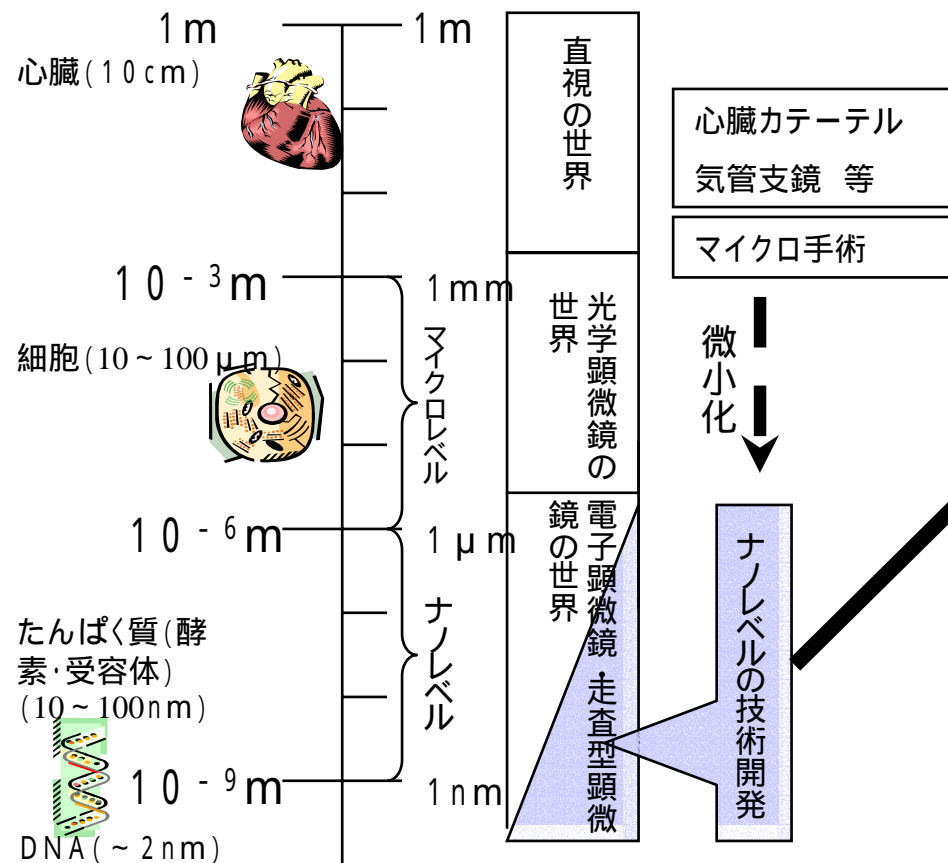 1m
1m
心臓(10cm)
直視の世界
心臓カテーテル
気管支鏡 等
マイクロ手術
10⁻³m
1mm
マイクロレベル
細胞(10~100μm)
光学顕微鏡の
世界
微小化
10⁻⁶m
1μm
ナノレベル
電子顕微鏡・走査型顕微
鏡の世界
ナノレベルの技術開発
たんぱく質(酵
素・受容体)
(10~100nm)
10⁻⁹m
1nm
DNA(~2nm)